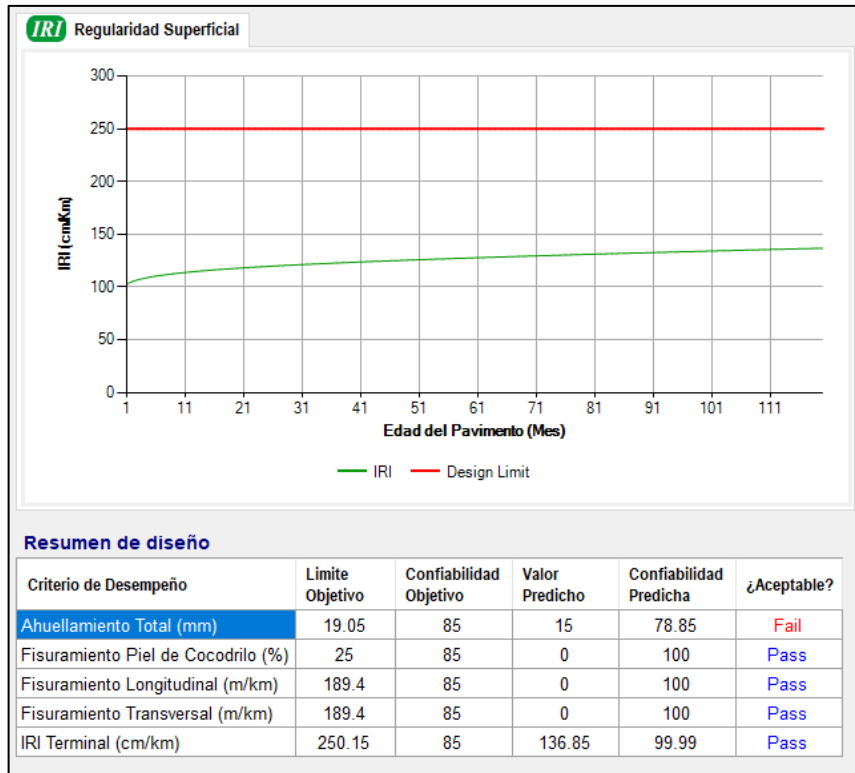 IRI Regularidad Superficial
300
250
200
150
100
50
0
IRI (cm/Km)
1 11 21 31 41 51 61 71 81 91 101 111
Edad del Pavimento (Mes)
IRI Design Limit
Resumen de diseño
Criterio de Desempeño Limite Objetivo Confiabilidad Objetivo Valor Predicho Confiabilidad Predicha ¿Aceptable?
Ahuellamiento Total (mm) 19.05 85 15 78.85 Fail
Fisuramiento Piel de Cocodrilo (%) 25 85 0 100 Pass
Fisuramiento Longitudinal (m/km) 189.4 85 0 100 Pass
Fisuramiento Transversal (m/km) 189.4 85 0 100 Pass
IRI Terminal (cm/km) 250.15 85 136.85 99.99 Pass